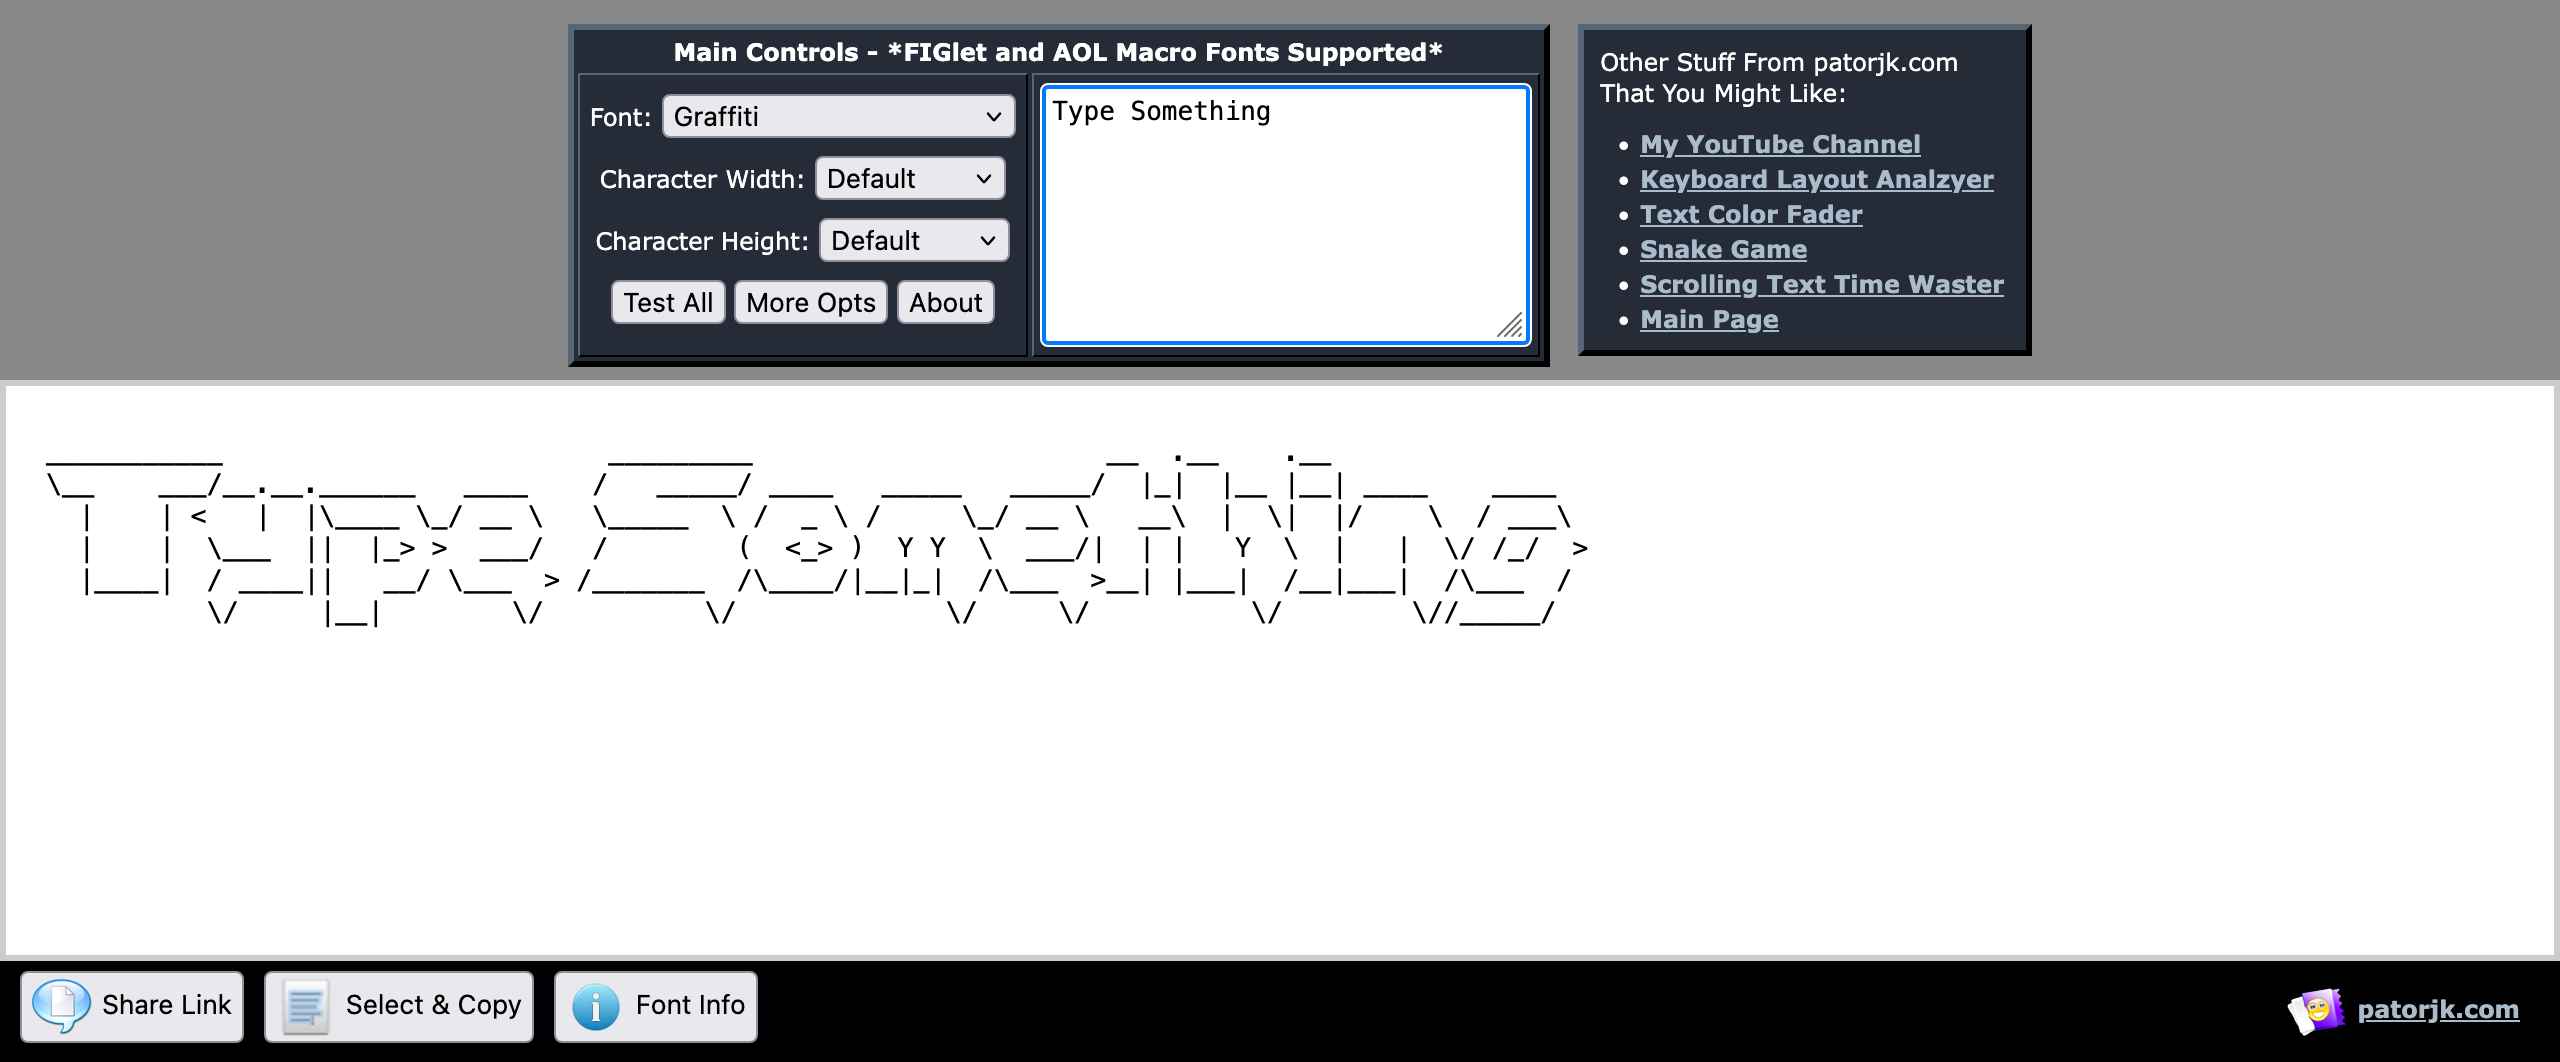 Main Controls - *FIGlet and AOL Macro Fonts Supported*
Font: Graffiti
Character Width: Default
Character Height: Default
Test All More Opts About
Type Something
Other Stuff From patorjk.com
That You Might Like:
My YouTube Channel
Keyboard Layout Analzyer
Text Color Fader
Snake Game
Scrolling Text Time Waster
Main Page
Type Something
Share Link Select & Copy Font Info
patorjk.com